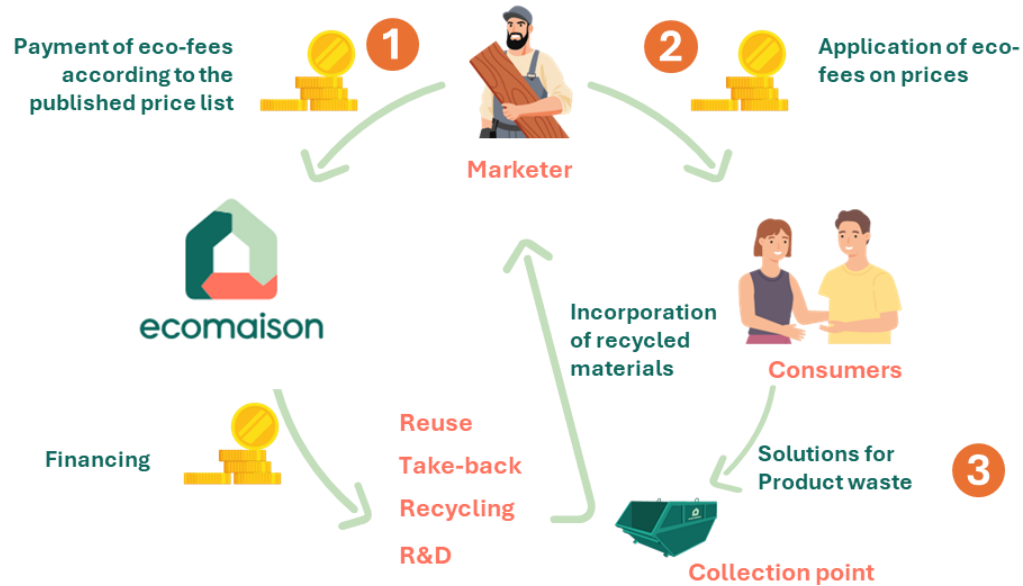 Payment of eco-fees
according to the
published price list
1
2
Application of eco-
fees on prices
Marketer
ecomaison
Incorporation
of recycled
materials
Consumers
Financing
Reuse
Take-back
Recycling
R&D
Solutions for
Product waste
3
Collection point